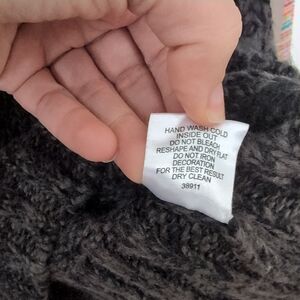 HAND WASH COLD
INSIDE OUT
DO NOT BLEACH
RESHAPE AND DRY FLAT
DO NOT IRON
DECORATION
FOR THE BEST RESULT
DRY CLEAN
38911